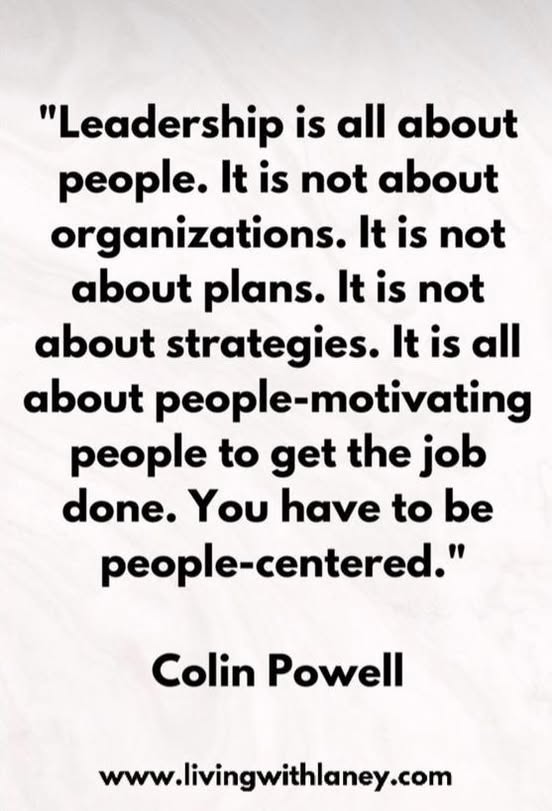 "Leadership is all about
people. It is not about
organizations. It is not
about plans. It is not
about strategies. It is all
about people-motivating
people to get the job
done. You have to be
people-centered."
Colin Powell
www.livingwithlaney.com